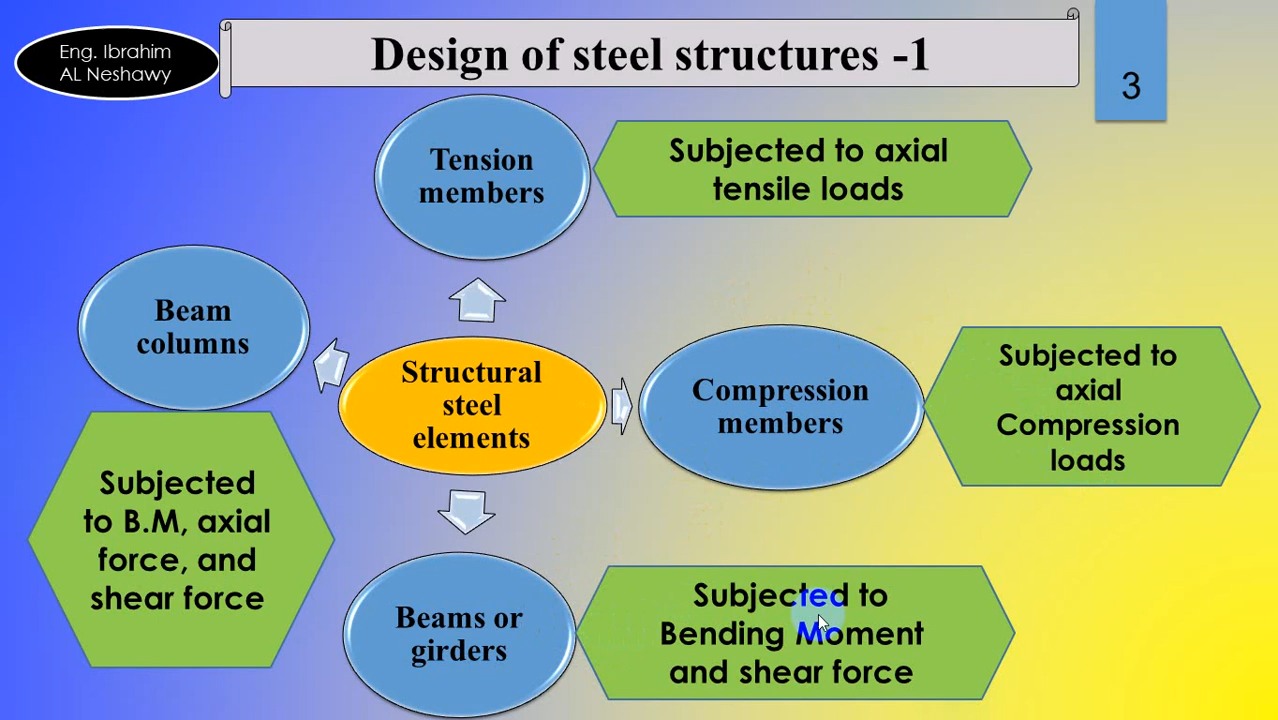 Eng. Ibrahim
AL Neshawy
Design of steel structures -1
3
Tension
members
Subjected to axial
tensile loads
Beam
columns
Structural
steel
elements
Compression
members
Subjected to
axial
Compression
loads
Subjected
to B.M, axial
force, and
shear force
Beams or
girders
Subjected to
Bending Moment
and shear force